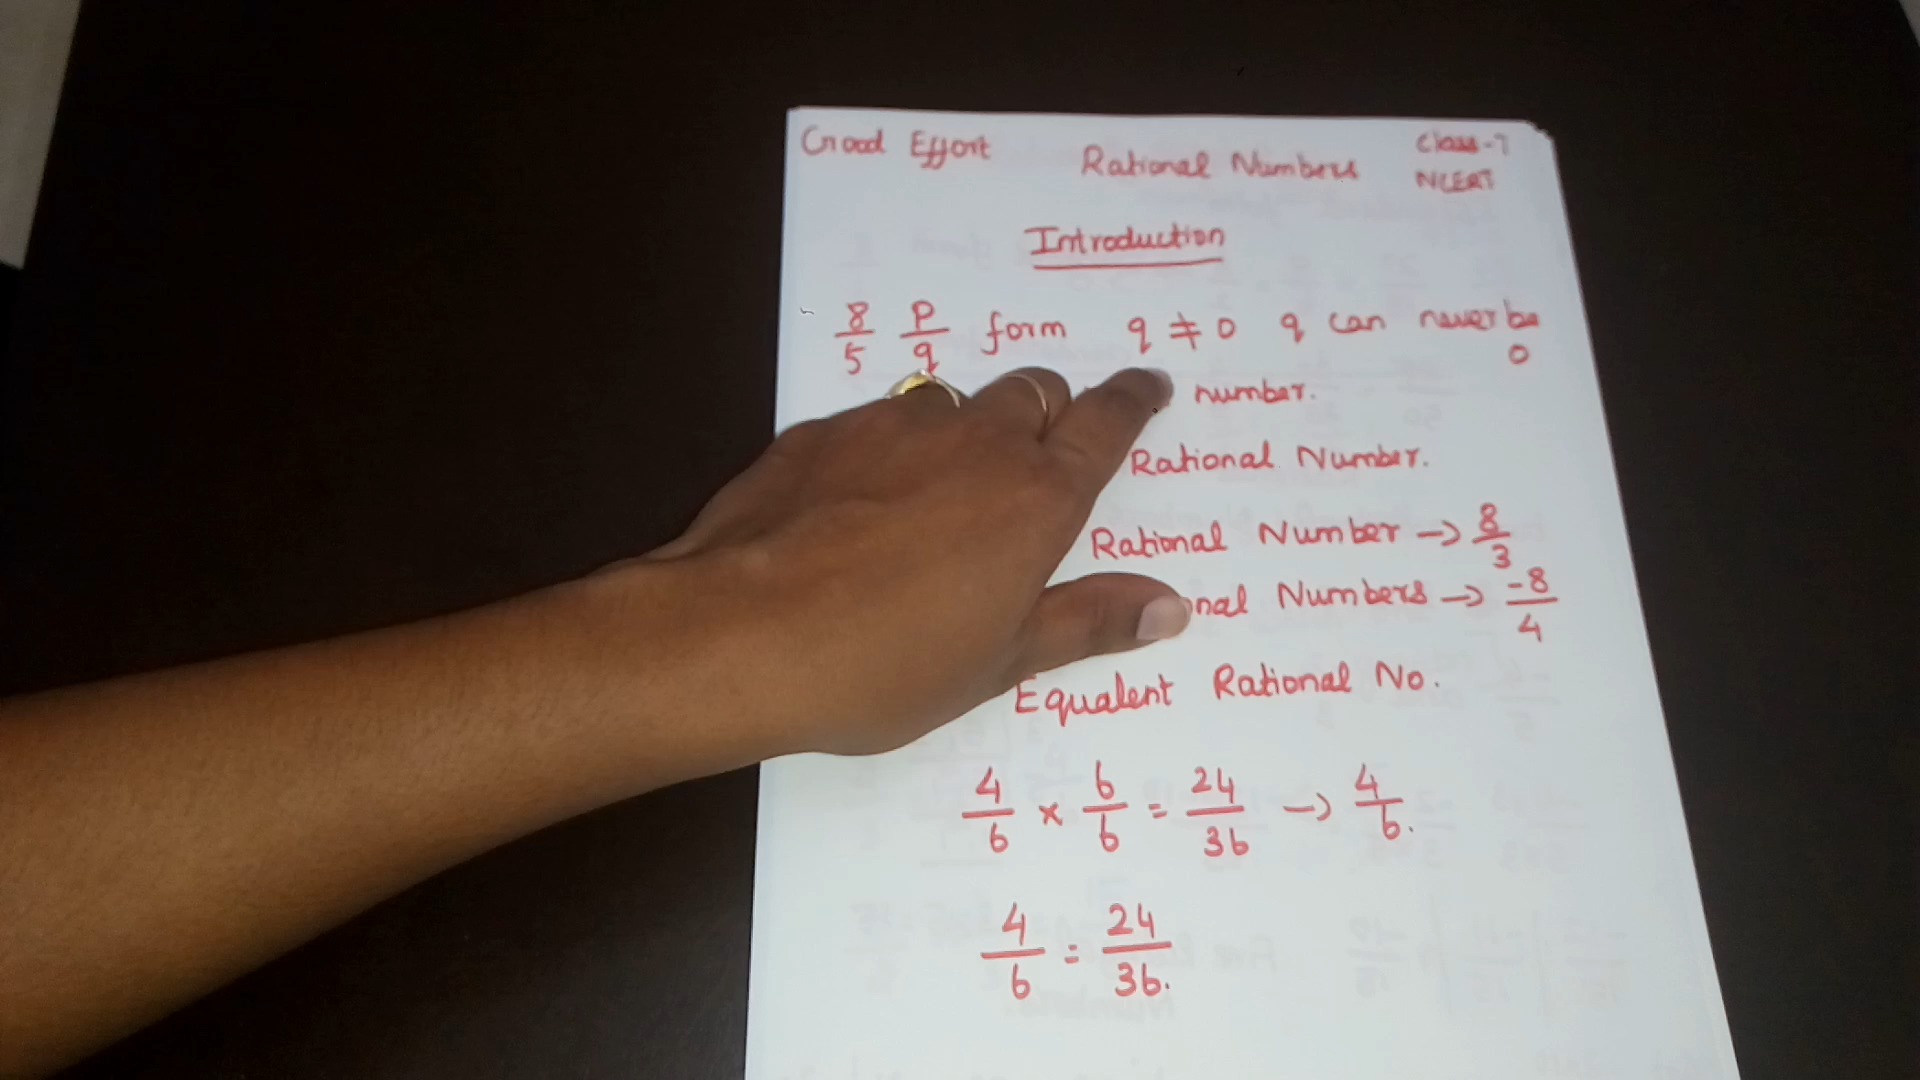 Good Effort Rational Numbers Class-7
NCERT
Introduction
8/5 p/q form q ≠ 0 q can never be
0
number.
Rational Number.
Rational Number → 8/3
onal Numbers → -8/4
Equalent Rational No.
4/6 × 6/6 = 24/36 → 4/6.
4/6 = 24/36.